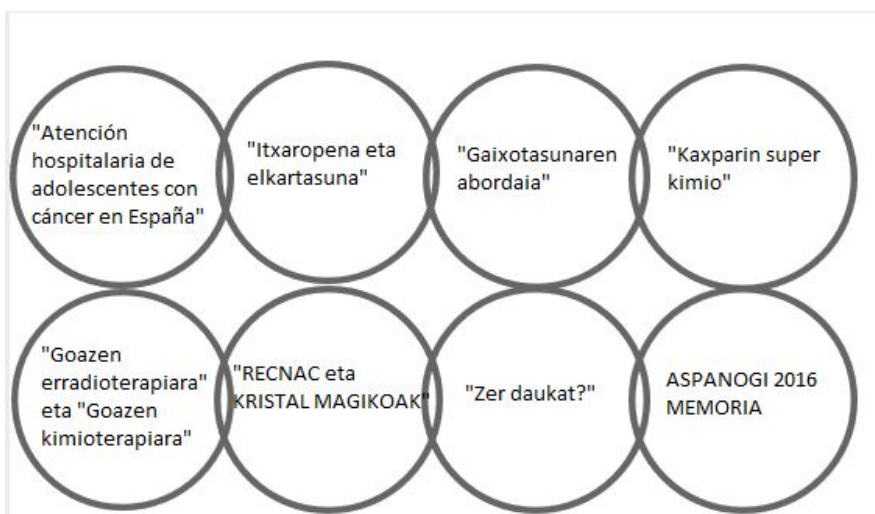 "Atención
hospitalaria de
adolescentes con
cáncer en España"
"Itxaropena eta
elkartasuna"
"Gaixotasunaren
abordaia"
"Kaxparin super
kimio"
"Goazen
erradioterapiara"
eta "Goazen
kimioterapiara"
"RECNAC eta
KRISTAL MAGIKOAK"
"Zer daukat?"
ASPANOGI 2016
MEMORIA